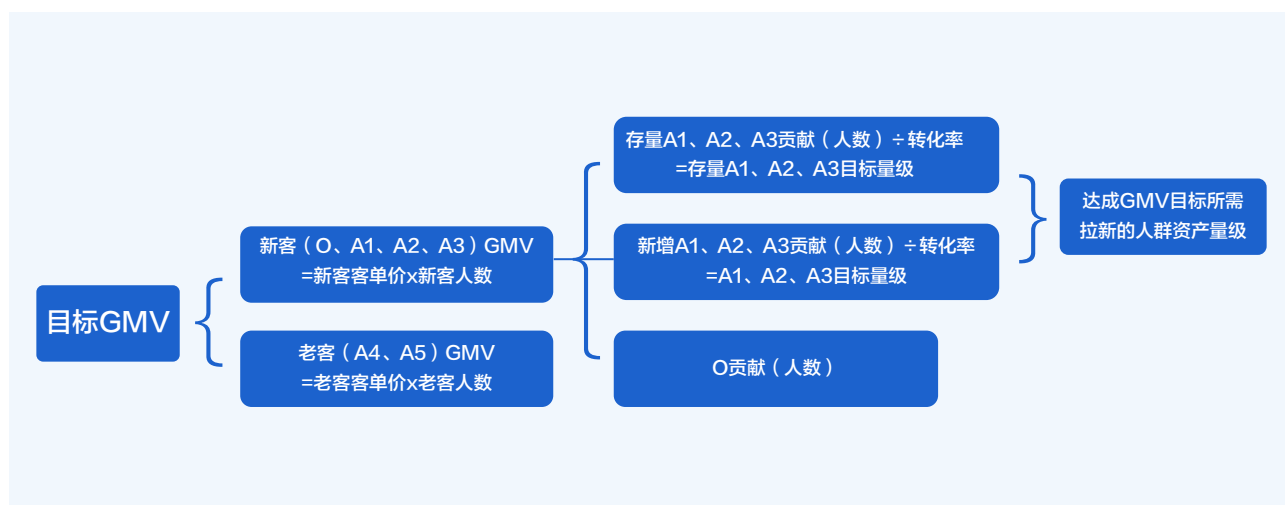 目标GMV
新客（O、A1、A2、A3）GMV
=新客客单价x新客人数
老客（A4、A5）GMV
=老客客单价x老客人数
存量A1、A2、A3贡献（人数）÷转化率
=存量A1、A2、A3目标量级
新增A1、A2、A3贡献（人数）÷转化率
=A1、A2、A3目标量级
O贡献（人数）
达成GMV目标所需
拉新的人群资产量级